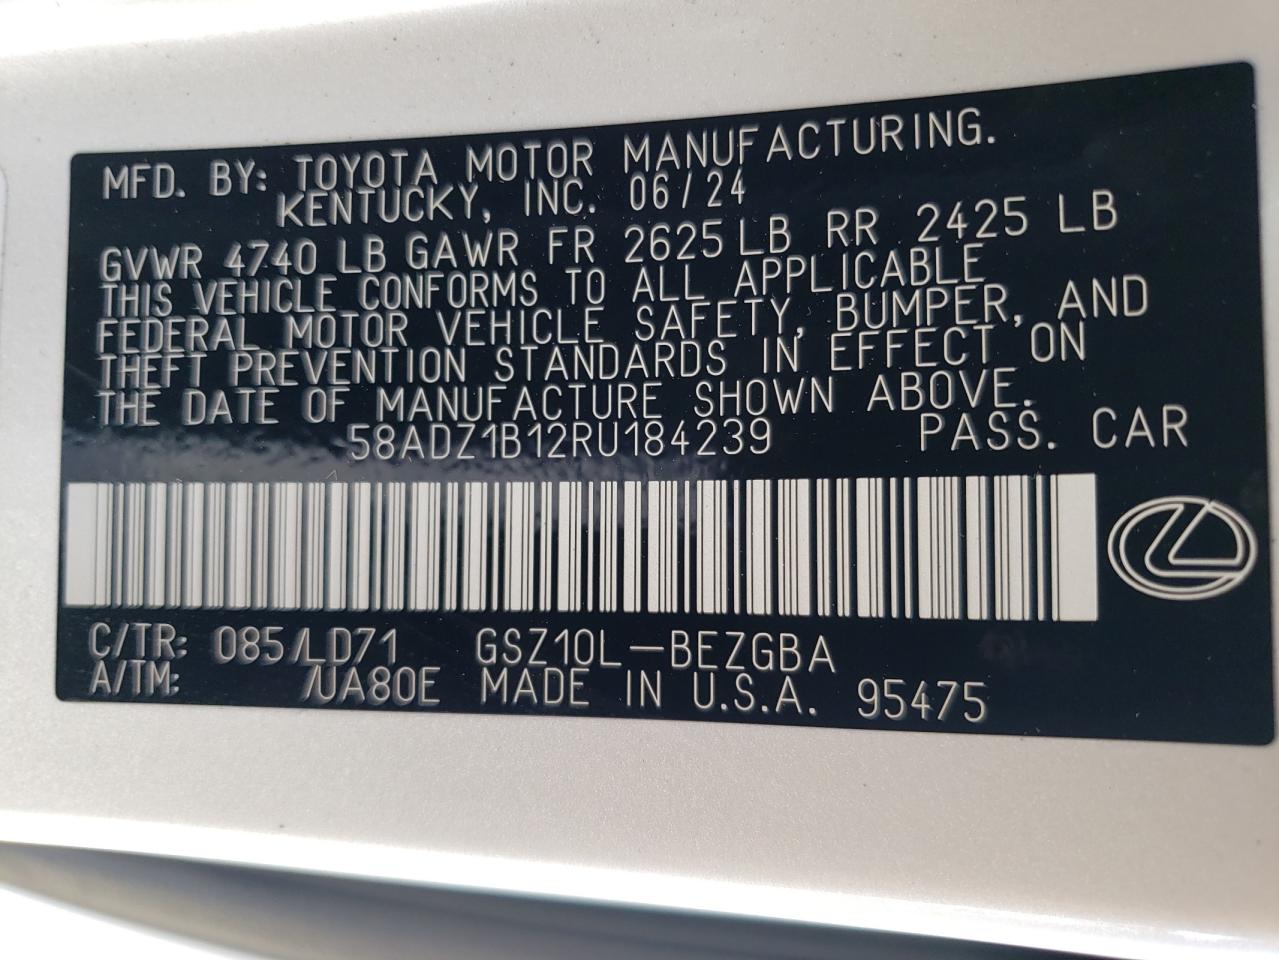 MFD. BY: TOYOTA MOTOR MANUFACTURING.
KENTUCKY, INC. 06/24
GVWR 4740 LB GAWR FR 2625 LB RR 2425 LB
THIS VEHICLE CONFORMS TO ALL APPLICABLE
FEDERAL MOTOR VEHICLE SAFETY, BUMPER, AND
THEFT PREVENTION STANDARDS IN EFFECT ON
THE DATE OF MANUFACTURE SHOWN ABOVE.
58ADZ1B12RU184239 PASS. CAR
C/TR: 085/LD71 GSZ10L-BEZGBA
A/TM: /UA80E MADE IN U.S.A. 95475